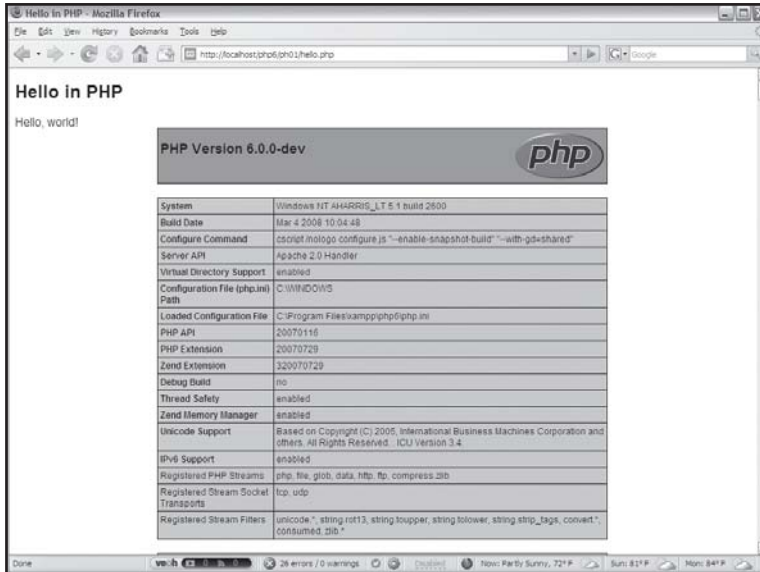 Hello in PHP - Mozilla Firefox
File Edit View History Bookmarks Tools Help
http://localhost/php6/ph01/hello.php
Google
Hello in PHP
Hello, world!
PHP Version 6.0.0-dev
php
System Windows NT AHARRIS_LT 5.1 build 2600
Build Date Mar 4 2008 10:04:48
Configure Command cscript /nologo configure.js "--enable-snapshot-build" "--with-gd=shared"
Server API Apache 2.0 Handler
Virtual Directory Support enabled
Configuration File (php.ini) Path C:\WINDOWS
Loaded Configuration File C:\Program Files\xampp\php6\php.ini
PHP API 20070116
PHP Extension 20070729
Zend Extension 320070729
Debug Build no
Thread Safety enabled
Zend Memory Manager enabled
Unicode Support Based on Copyright (C) 2005, International Business Machines Corporation and
others. All Rights Reserved. . ICU Version 3.4.
IPv6 Support enabled
Registered PHP Streams php, file, glob, data, http, ftp, compress.zlib
Registered Stream Socket Transports tcp, udp
Registered Stream Filters unicode.*, string.rot13, string.toupper, string.tolower, string.strip_tags, convert.*,
consumed, zlib.*
Done veoh 26 errors / 0 warnings Disabled Now: Partly Sunny, 72° F Sun: 81° F Mon: 84° F